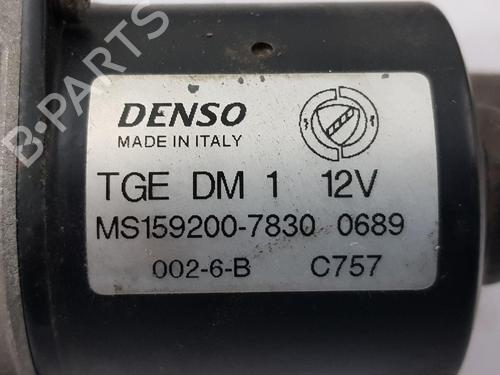 B-PARTS
DENSO
MADE IN ITALY
TGE DM 1 12V
MS159200-7830 0689
002-6-B C757